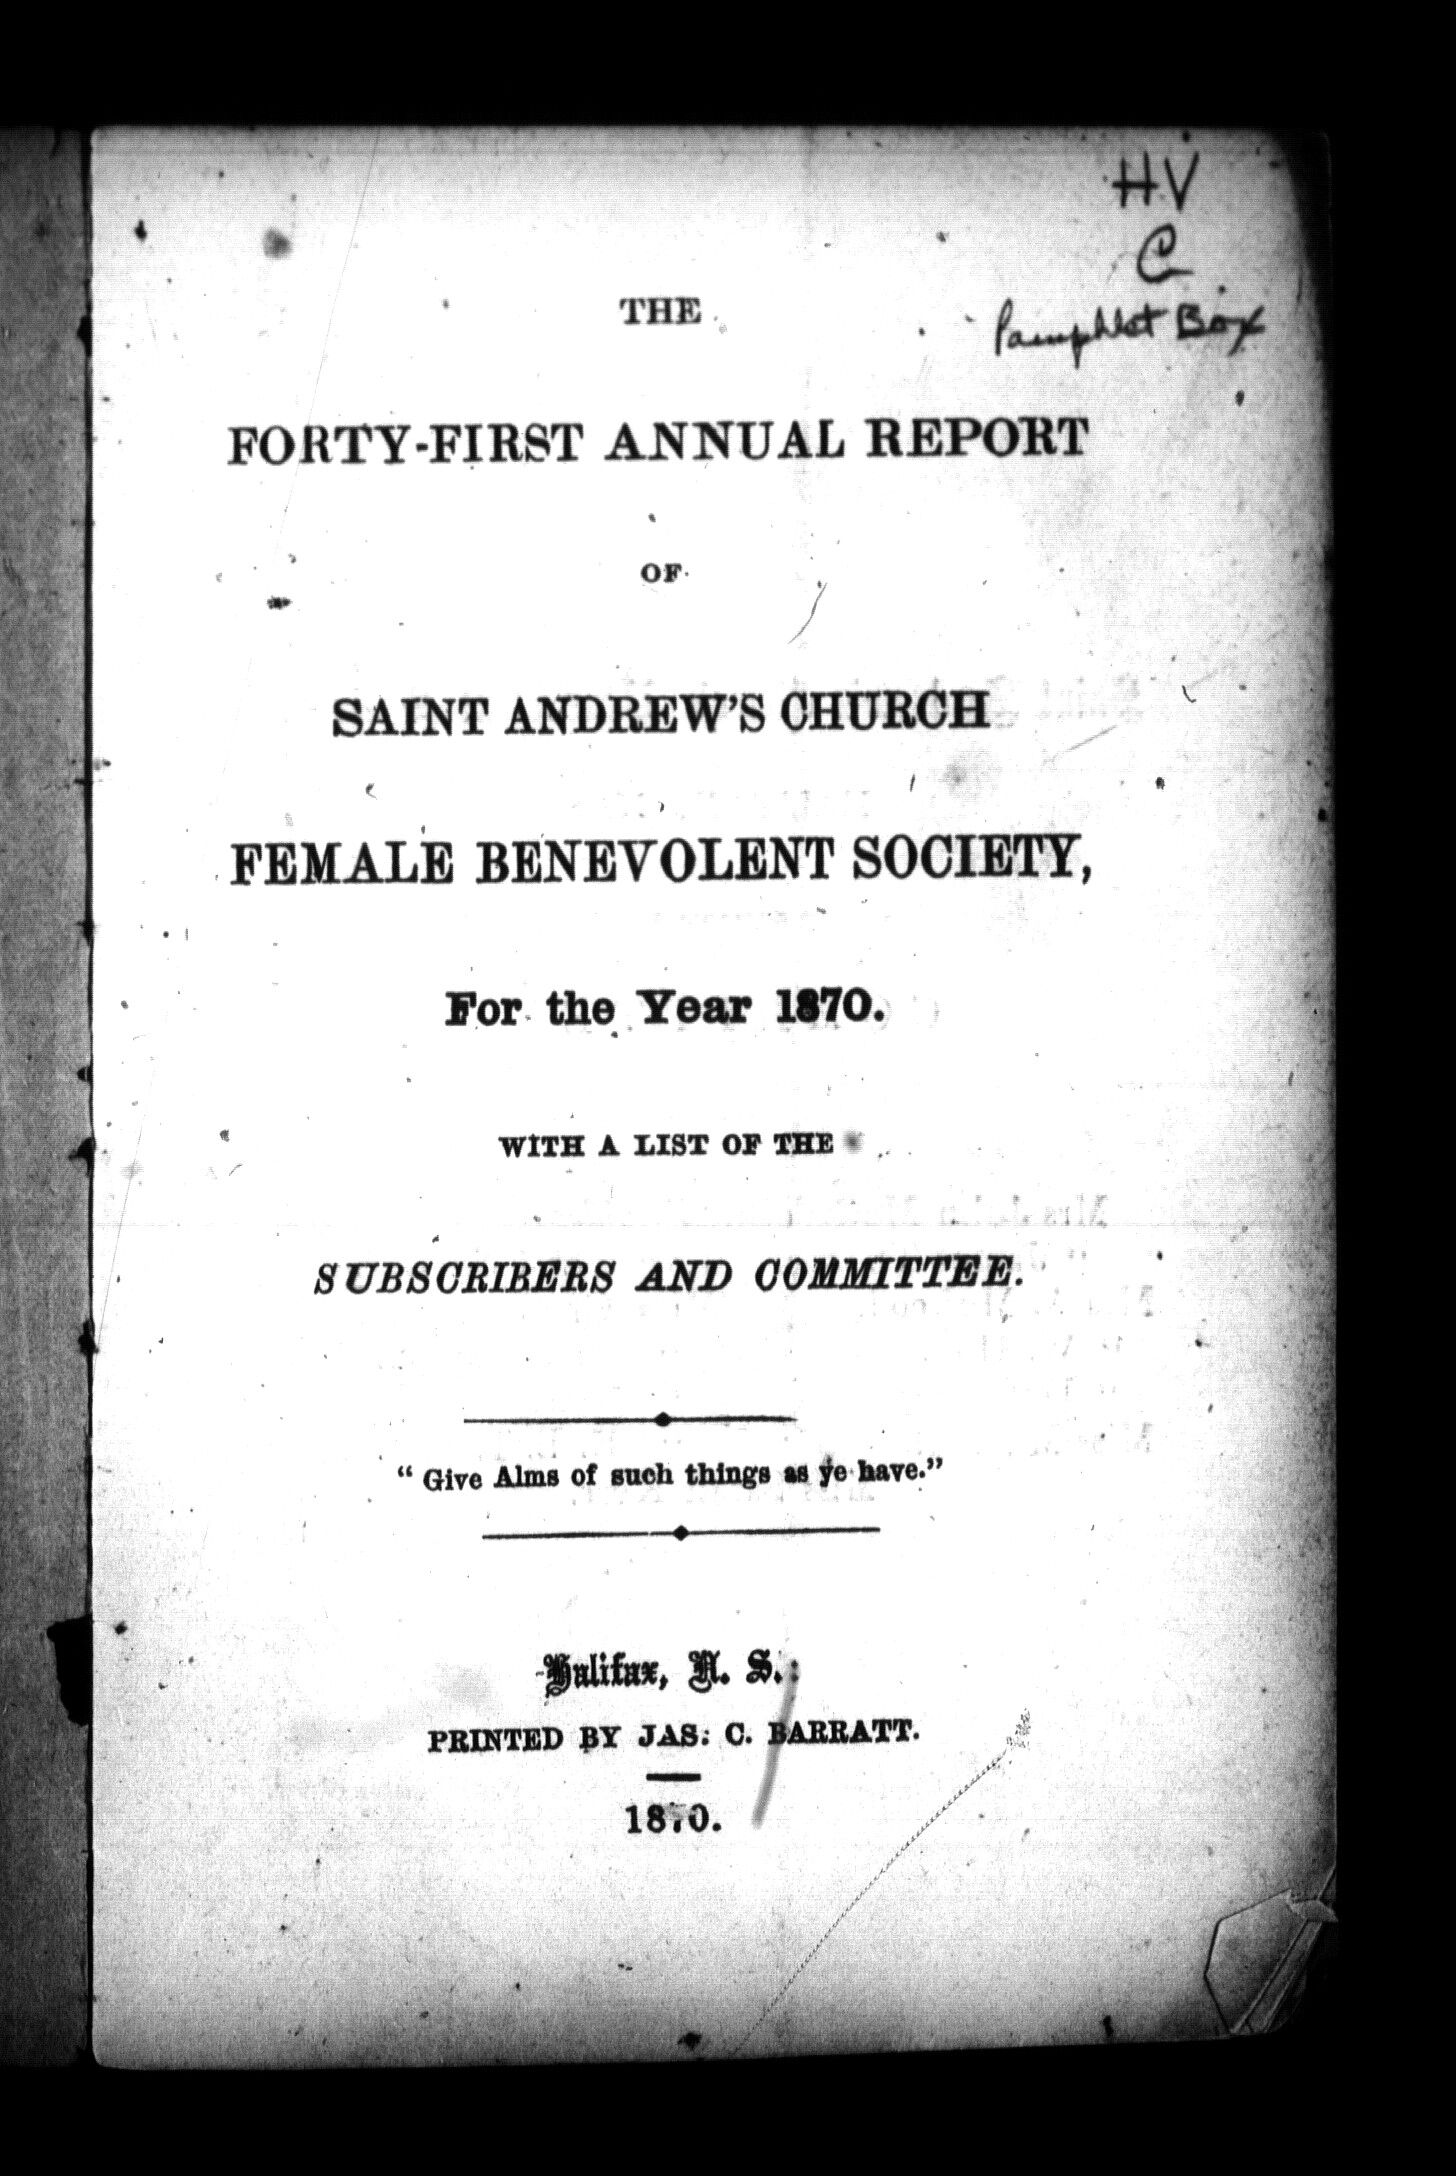 HV
C
Pamphlet Box
THE
FORTY-FIRST ANNUAL REPORT
OF
SAINT ANDREW'S CHURCH
FEMALE BENEVOLENT SOCIETY,
For the Year 1870.
WITH A LIST OF THE
SUBSCRIBERS AND COMMITTEE.
" Give Alms of such things as ye have."
Halifax, N. S.:
PRINTED BY JAS. C. BARRATT.
1870.